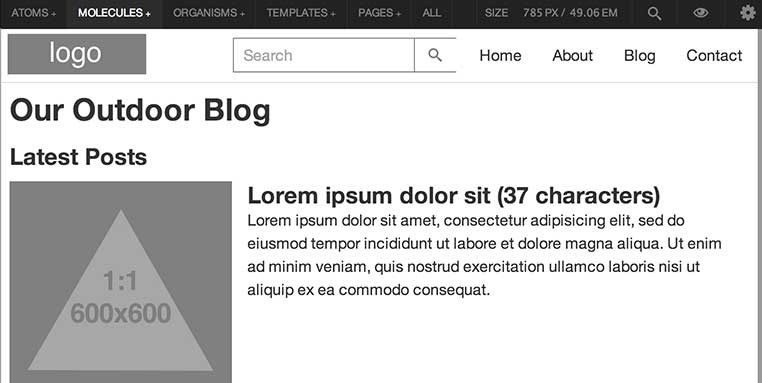 ATOMS + MOLECULES + ORGANISMS + TEMPLATES + PAGES + ALL SIZE 785 PX / 49.06 EM
logo Search Home About Blog Contact
Our Outdoor Blog
Latest Posts
Lorem ipsum dolor sit (37 characters)
Lorem ipsum dolor sit amet, consectetur adipisicing elit, sed do
eiusmod tempor incididunt ut labore et dolore magna aliqua. Ut enim
ad minim veniam, quis nostrud exercitation ullamco laboris nisi ut
aliquip ex ea commodo consequat.
1:1
600x600